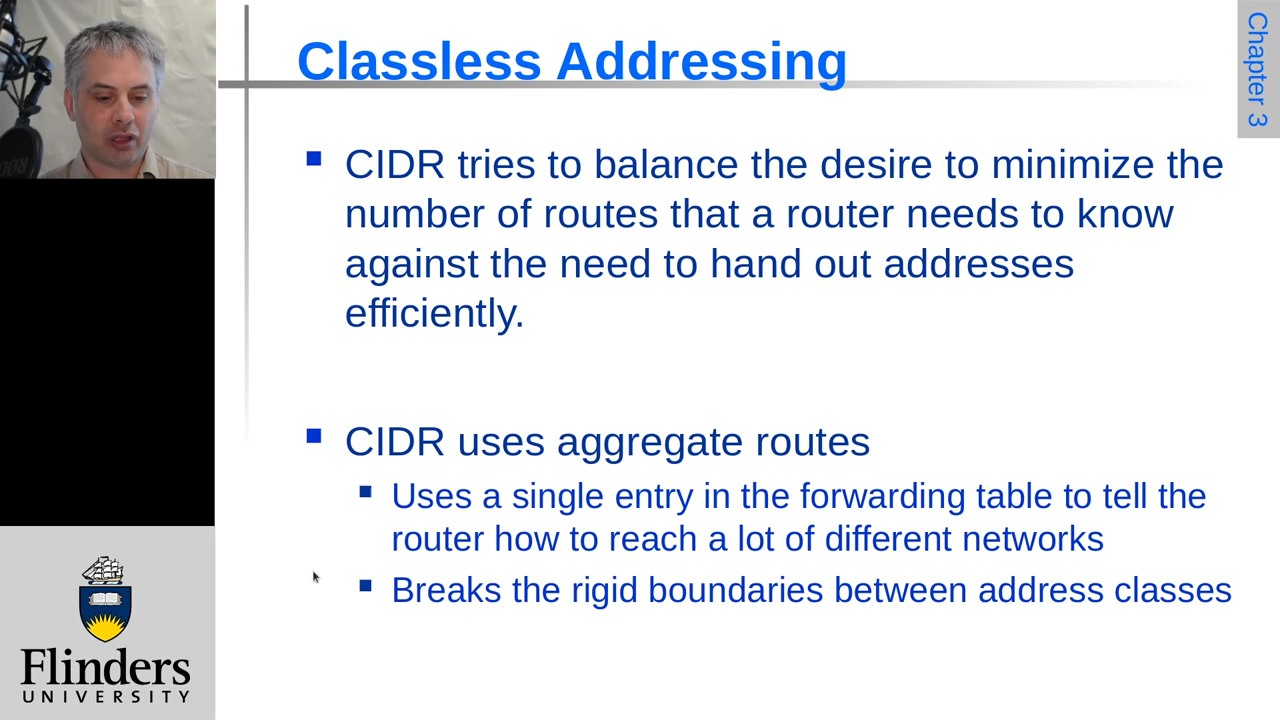 Classless Addressing
Chapter 3
CIDR tries to balance the desire to minimize the
number of routes that a router needs to know
against the need to hand out addresses
efficiently.
CIDR uses aggregate routes
Uses a single entry in the forwarding table to tell the
router how to reach a lot of different networks
Breaks the rigid boundaries between address classes
Flinders
UNIVERSITY